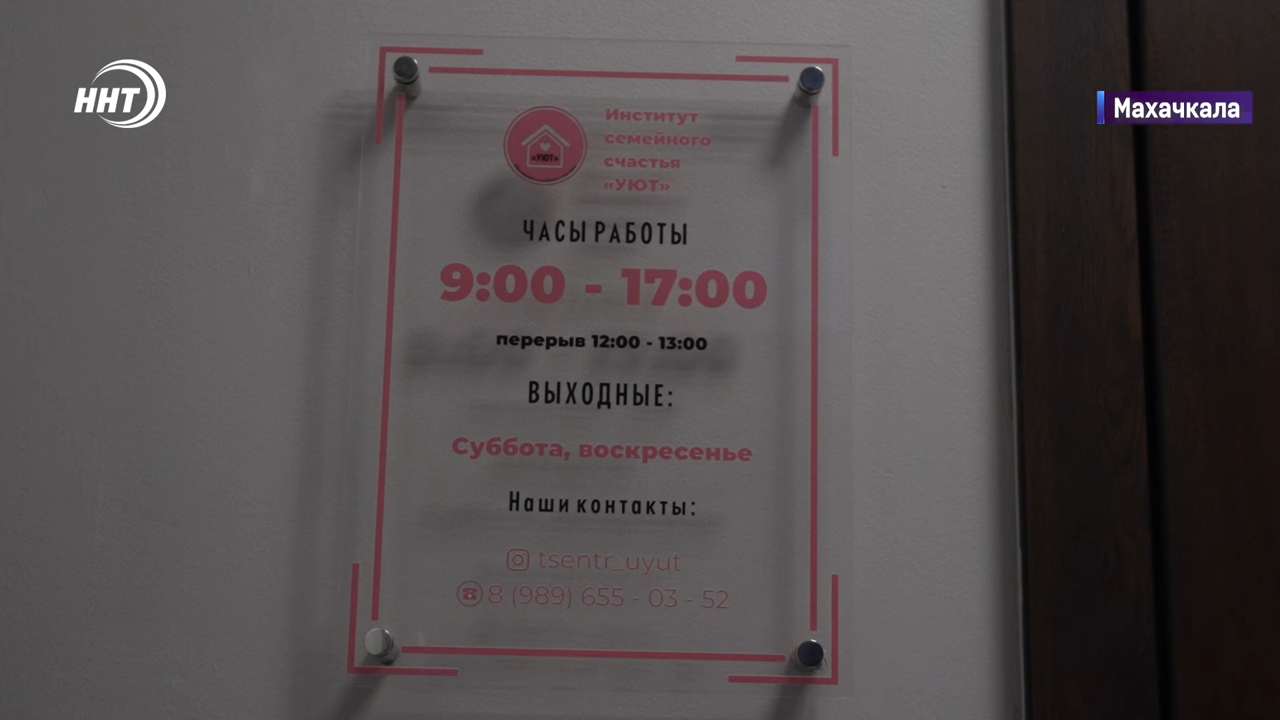 ННТ
Махачкала
Институт
семейного
счастья
«УЮТ»
«УЮТ»
ЧАСЫ РАБОТЫ
9:00 - 17:00
перерыв 12:00 - 13:00
ВЫХОДНЫЕ:
Суббота, воскресенье
Наши контакты:
tsentr_uyut
8 (989) 655 - 03 - 52